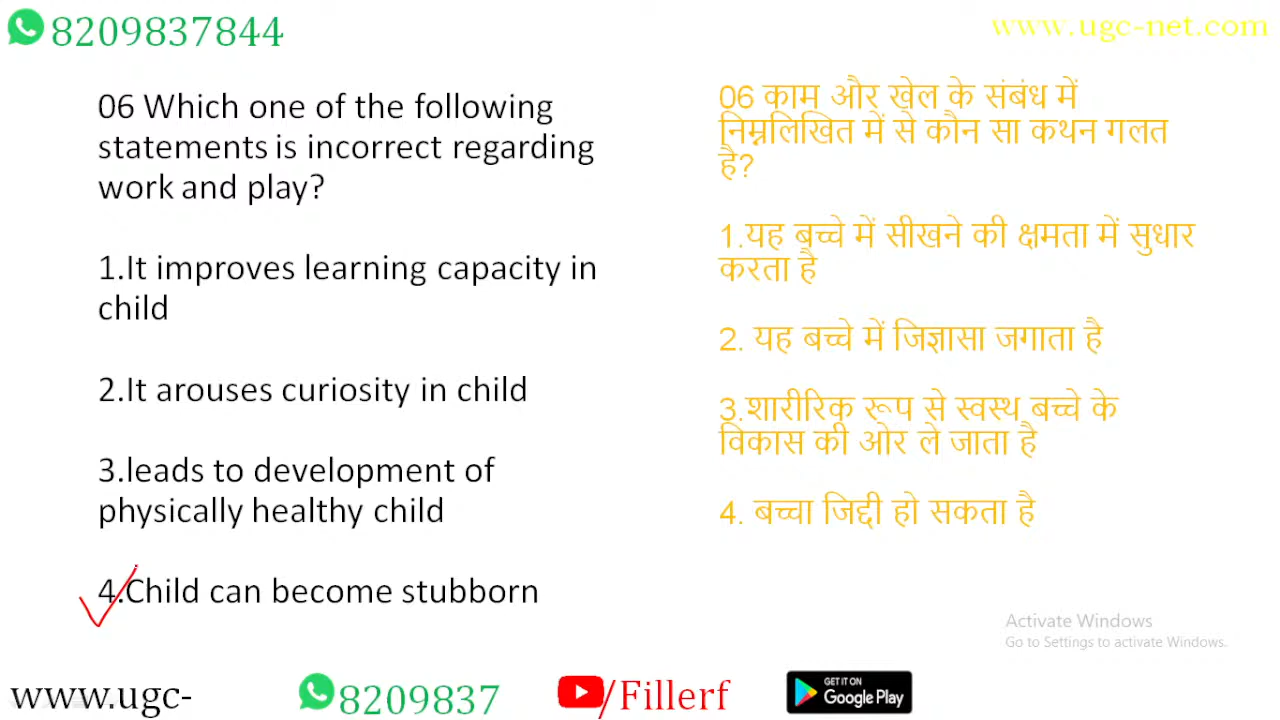 8209837844
www.ugc-net.com
06 Which one of the following
statements is incorrect regarding
work and play?
1.It improves learning capacity in
child
2.It arouses curiosity in child
3.leads to development of
physically healthy child
4.Child can become stubborn
06 काम और खेल के संबंध में
निम्नलिखित में से कौन सा कथन गलत
है?
1.यह बच्चे में सीखने की क्षमता में सुधार
करता है
2. यह बच्चे में जिज्ञासा जगाता है
3.शारीरिक रूप से स्वस्थ बच्चे के
विकास की ओर ले जाता है
4. बच्चा जिद्दी हो सकता है
Activate Windows
Go to Settings to activate Windows.
www.ugc-
8209837
/Fillerf
GET IT ON
Google Play